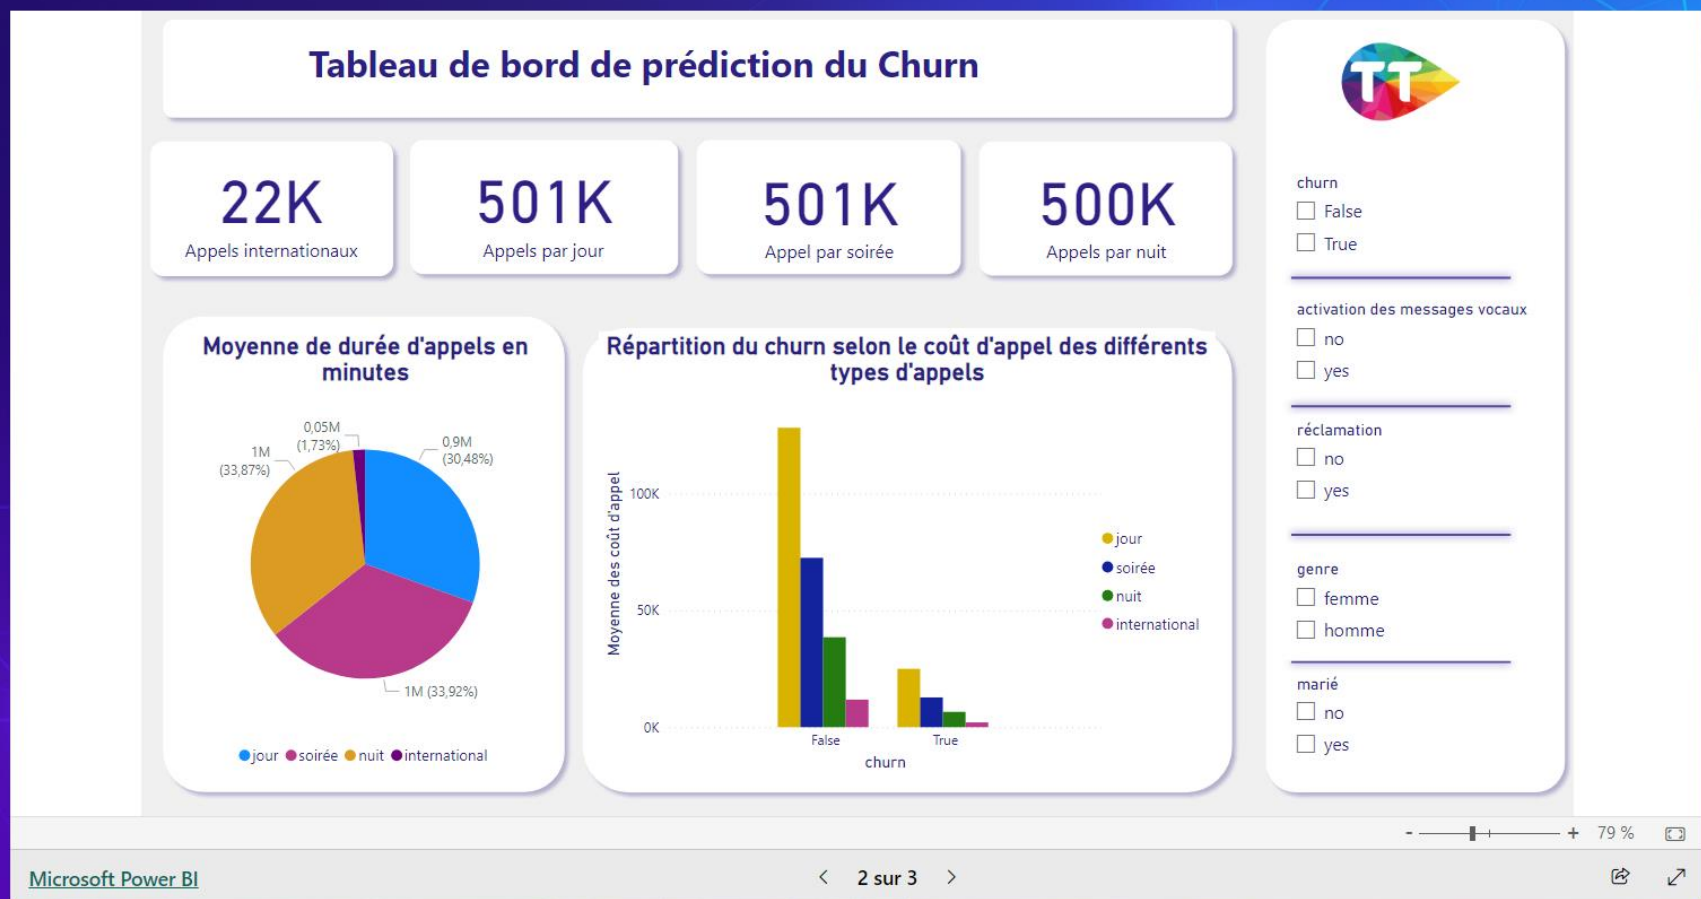 Tableau de bord de prédiction du Churn
TT
22K
Appels internationaux
501K
Appels par jour
501K
Appel par soirée
500K
Appels par nuit
Moyenne de durée d'appels en
minutes
0,05M
(1,73%)
0,9M
(30,48%)
1M
(33,87%)
1M (33,92%)
jour soirée nuit international
Répartition du churn selon le coût d'appel des différents
types d'appels
Moyenne des coût d'appel
100K
50K
0K
False
True
churn
jour
soirée
nuit
international
churn
False
True
activation des messages vocaux
no
yes
réclamation
no
yes
genre
femme
homme
marié
no
yes
- + 79 %
Microsoft Power BI
2 sur 3